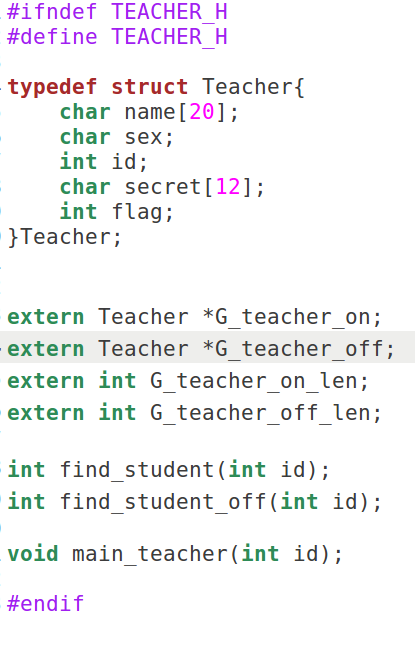 #ifndef TEACHER_H
#define TEACHER_H
typedef struct Teacher{
    char name[20];
    char sex;
    int id;
    char secret[12];
    int flag;
}Teacher;
extern Teacher *G_teacher_on;
extern Teacher *G_teacher_off;
extern int G_teacher_on_len;
extern int G_teacher_off_len;
int find_student(int id);
int find_student_off(int id);
void main_teacher(int id);
#endif